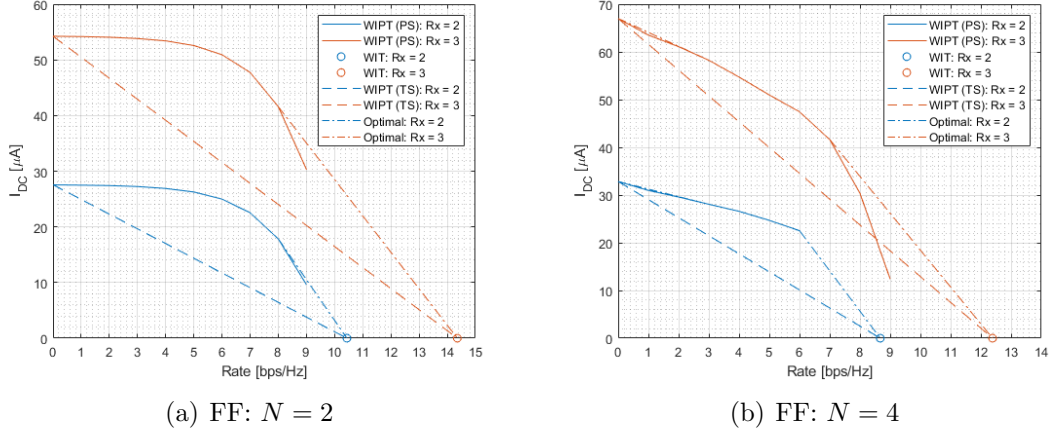 60
50
40
30
20
10
0
I_DC [μA]
0 1 2 3 4 5 6 7 8 9 10 11 12 13 14 15
Rate [bps/Hz]
WIPT (PS): Rx = 2
WIPT (PS): Rx = 3
WIT: Rx = 2
WIT: Rx = 3
WIPT (TS): Rx = 2
WIPT (TS): Rx = 3
Optimal: Rx = 2
Optimal: Rx = 3
(a) FF: N = 2
70
60
50
40
30
20
10
0
I_DC [μA]
0 1 2 3 4 5 6 7 8 9 10 11 12 13 14
Rate [bps/Hz]
WIPT (PS): Rx = 2
WIPT (PS): Rx = 3
WIT: Rx = 2
WIT: Rx = 3
WIPT (TS): Rx = 2
WIPT (TS): Rx = 3
Optimal: Rx = 2
Optimal: Rx = 3
(b) FF: N = 4